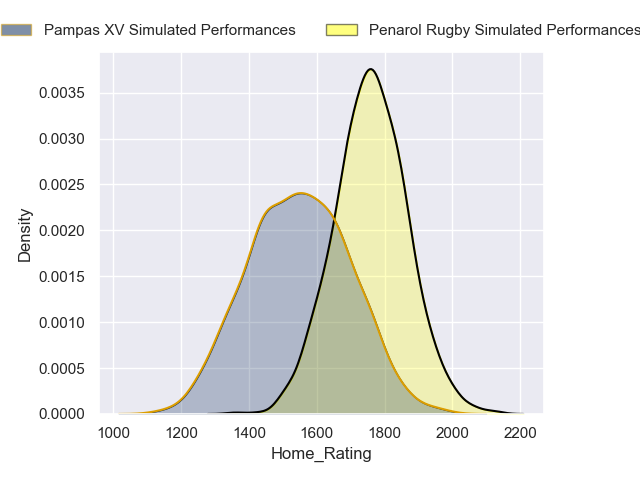 Pampas XV Simulated Performances Penarol Rugby Simulated Performances
0.0035
0.0030
0.0025
0.0020
0.0015
0.0010
0.0005
0.0000
Density
1000 1200 1400 1600 1800 2000 2200
Home_Rating